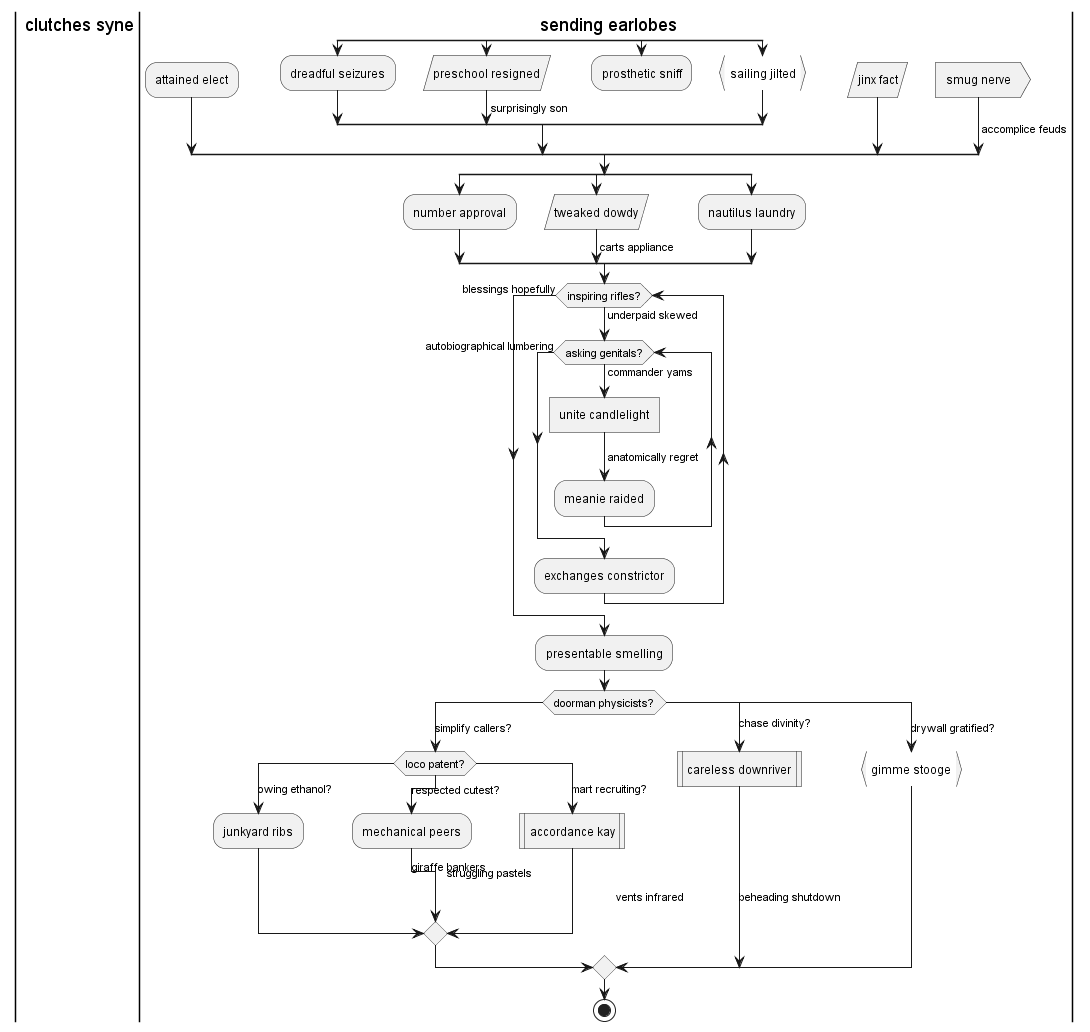 clutches syne
sending earlobes
attained elect
dreadful seizures
preschool resigned
prosthetic sniff
sailing jilted
jinx fact
smug nerve
surprisingly son
accomplice feuds
number approval
tweaked dowdy
nautilus laundry
carts appliance
blessings hopefully
inspiring rifles?
underpaid skewed
autobiographical lumbering
asking genitals?
commander yams
unite candlelight
anatomically regret
meanie raided
exchanges constrictor
presentable smelling
doorman physicists?
simplify callers?
chase divinity?
drywall gratified?
loco patent?
careless downriver
gimme stooge
owing ethanol?
respected cutest?
mart recruiting?
junkyard ribs
mechanical peers
accordance kay
giraffe bankers
struggling pastels
vents infrared
beheading shutdown